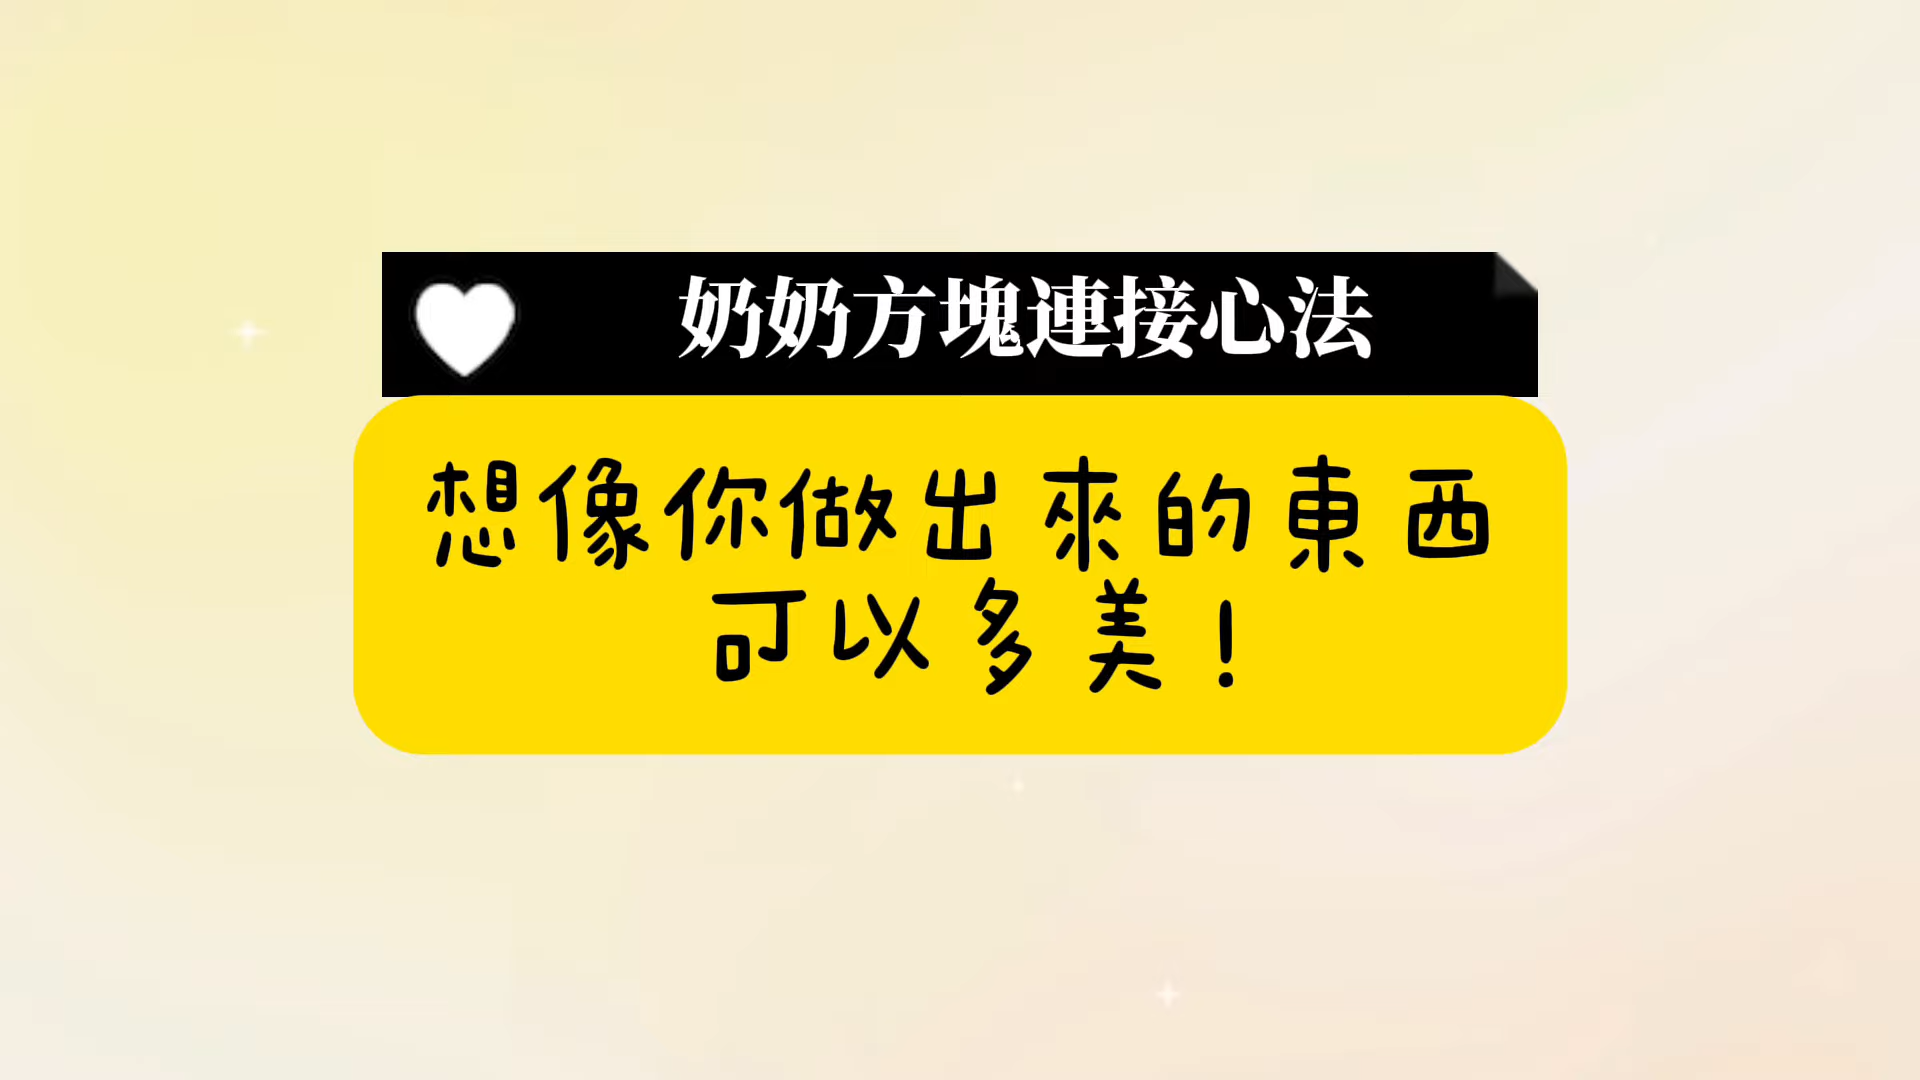 奶奶方塊連接心法
想像你做出來的東西
可以多美！